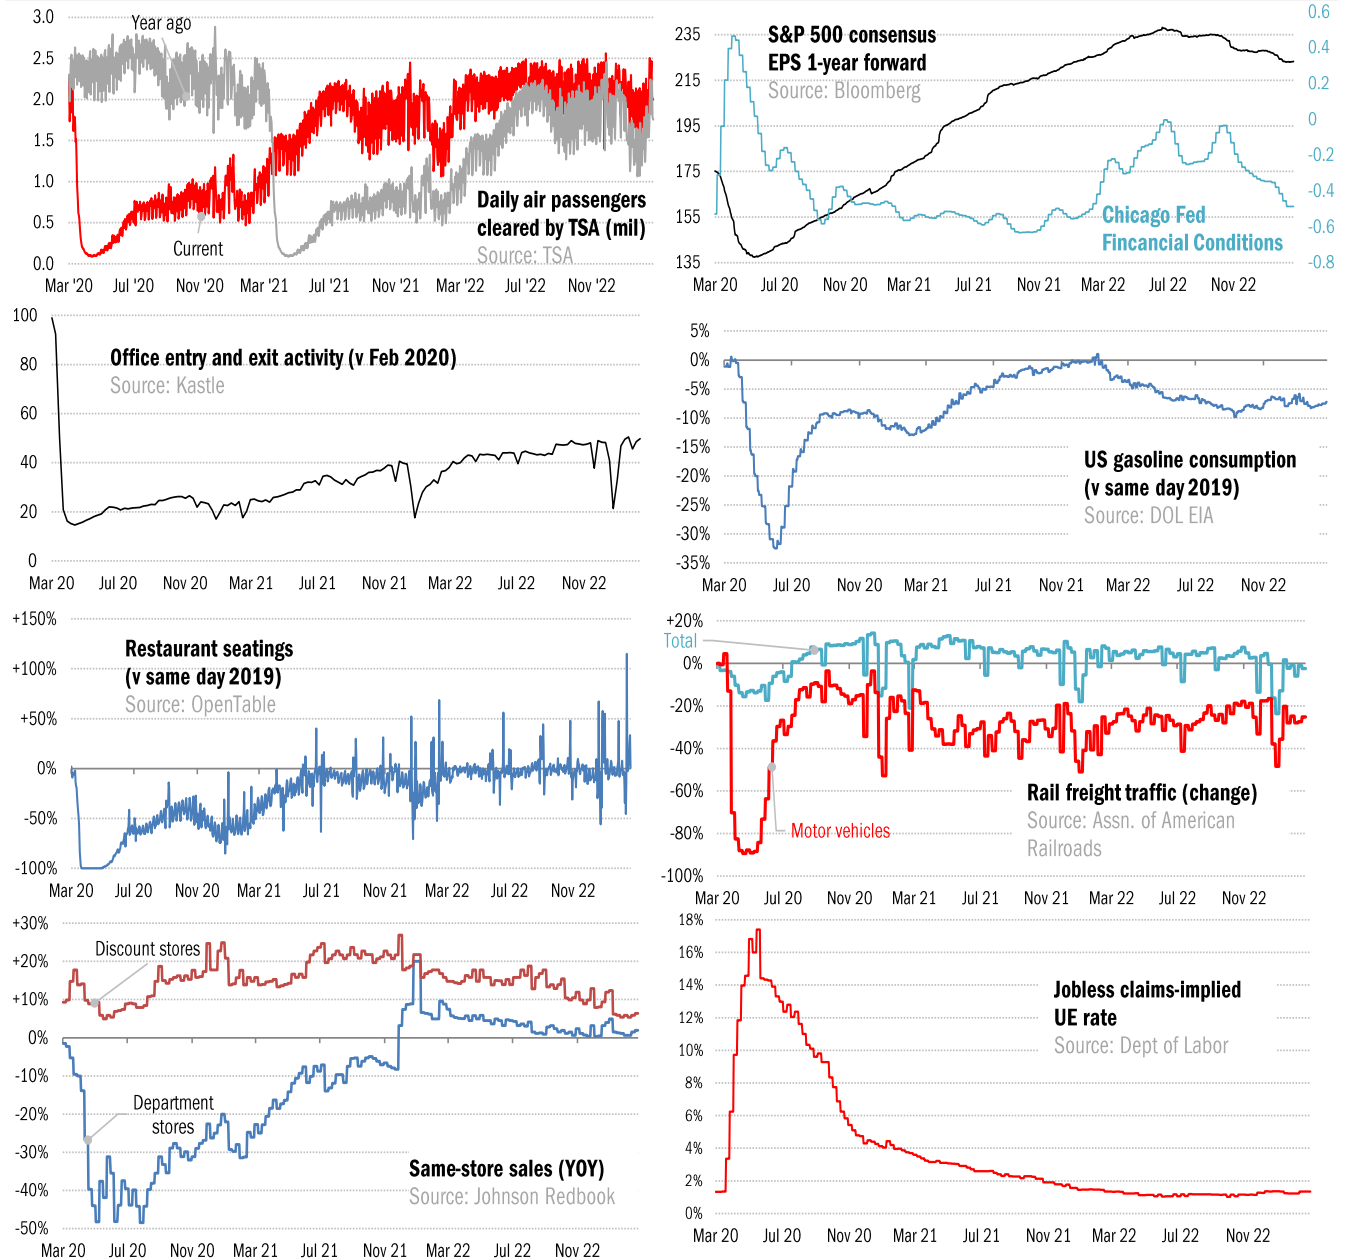 3.0
2.5
2.0
1.5
1.0
0.5
0.0
Year ago
Current
Daily air passengers
cleared by TSA (mil)
Source: TSA
Mar '20 Jul '20 Nov '20 Mar '21 Jul '21 Nov '21 Mar '22 Jul '22 Nov '22
235
215
195
175
155
135
S&P 500 consensus
EPS 1-year forward
Source: Bloomberg
0.6
0.4
0.2
0
-0.2
-0.4
-0.6
-0.8
Chicago Fed
Fincancial Conditions
Mar 20 Jul 20 Nov 20 Mar 21 Jul 21 Nov 21 Mar 22 Jul 22 Nov 22
100
80
60
40
20
0
Office entry and exit activity (v Feb 2020)
Source: Kastle
Mar 20 Jul 20 Nov 20 Mar 21 Jul 21 Nov 21 Mar 22 Jul 22 Nov 22
5%
0%
-5%
-10%
-15%
-20%
-25%
-30%
-35%
US gasoline consumption
(v same day 2019)
Source: DOL EIA
Mar 20 Jul 20 Nov 20 Mar 21 Jul 21 Nov 21 Mar 22 Jul 22 Nov 22
+150%
+100%
+50%
0%
-50%
-100%
Restaurant seatings
(v same day 2019)
Source: OpenTable
Mar 20 Jul 20 Nov 20 Mar 21 Jul 21 Nov 21 Mar 22 Jul 22 Nov 22
+20%
0%
-20%
-40%
-60%
-80%
-100%
Total
Motor vehicles
Rail freight traffic (change)
Source: Assn. of American
Railroads
Mar 20 Jul 20 Nov 20 Mar 21 Jul 21 Nov 21 Mar 22 Jul 22 Nov 22
+30%
+20%
+10%
0%
-10%
-20%
-30%
-40%
-50%
Discount stores
Department
stores
Same-store sales (YOY)
Source: Johnson Redbook
Mar 20 Jul 20 Nov 20 Mar 21 Jul 21 Nov 21 Mar 22 Jul 22 Nov 22
18%
16%
14%
12%
10%
8%
6%
4%
2%
0%
Jobless claims-implied
UE rate
Source: Dept of Labor
Mar 20 Jul 20 Nov 20 Mar 21 Jul 21 Nov 21 Mar 22 Jul 22 Nov 22